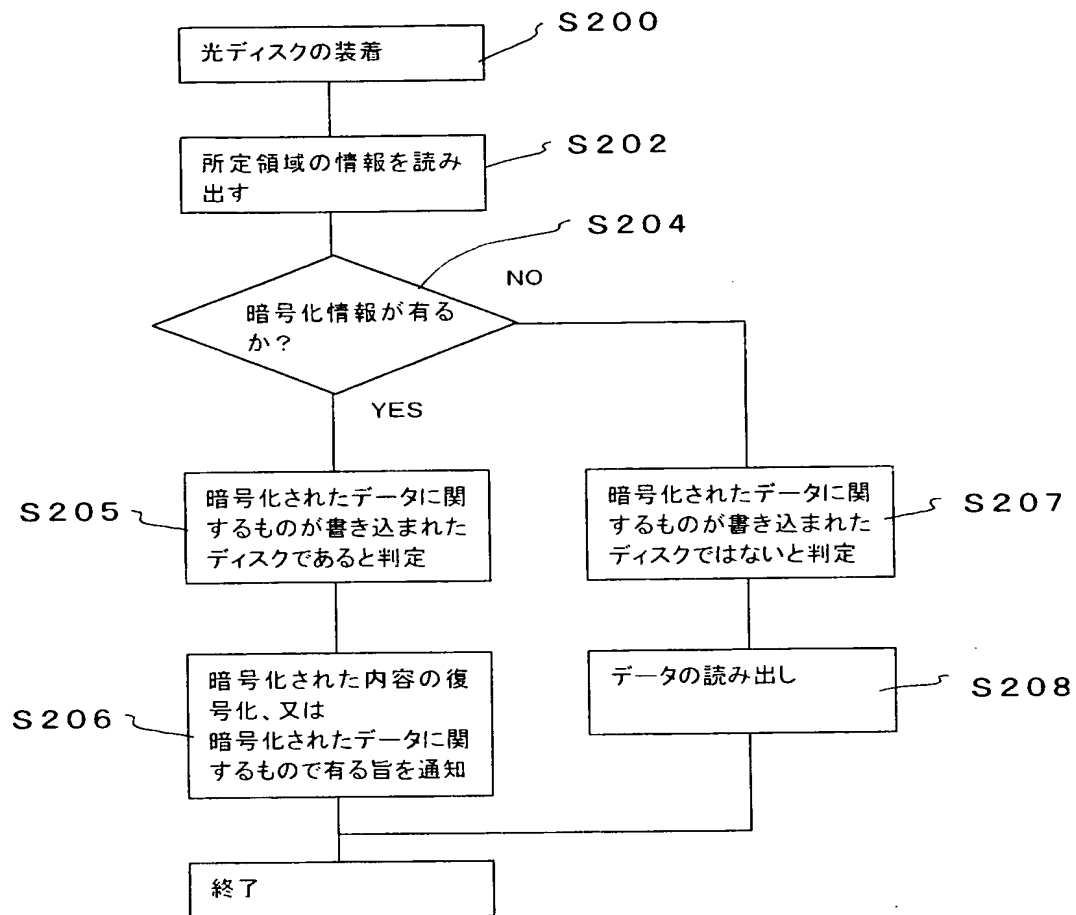 S200
光ディスクの装着
S202
所定領域の情報を読み
出す
S204
NO
暗号化情報が有る
か？
YES
S205
暗号化されたデータに関
するものが書き込まれた
ディスクであると判定
暗号化されたデータに関
するものが書き込まれた
ディスクではないと判定
S207
S206
暗号化された内容の復
号化、又は
暗号化されたデータに関
するもので有る旨を通知
データの読み出し
S208
終了